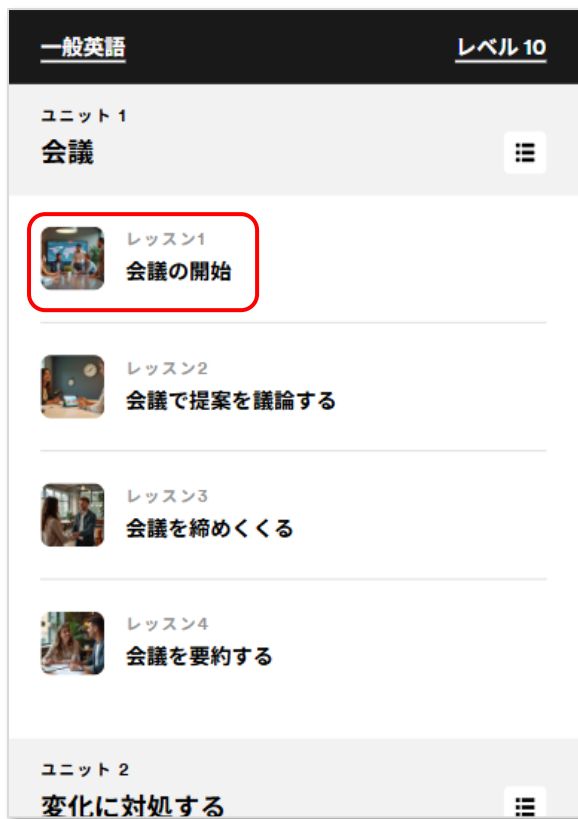 一般英語 レベル 10
ユニット 1
会議
レッスン1
会議の開始
レッスン2
会議で提案を議論する
レッスン3
会議を締めくくる
レッスン4
会議を要約する
ユニット 2
変化に対処する